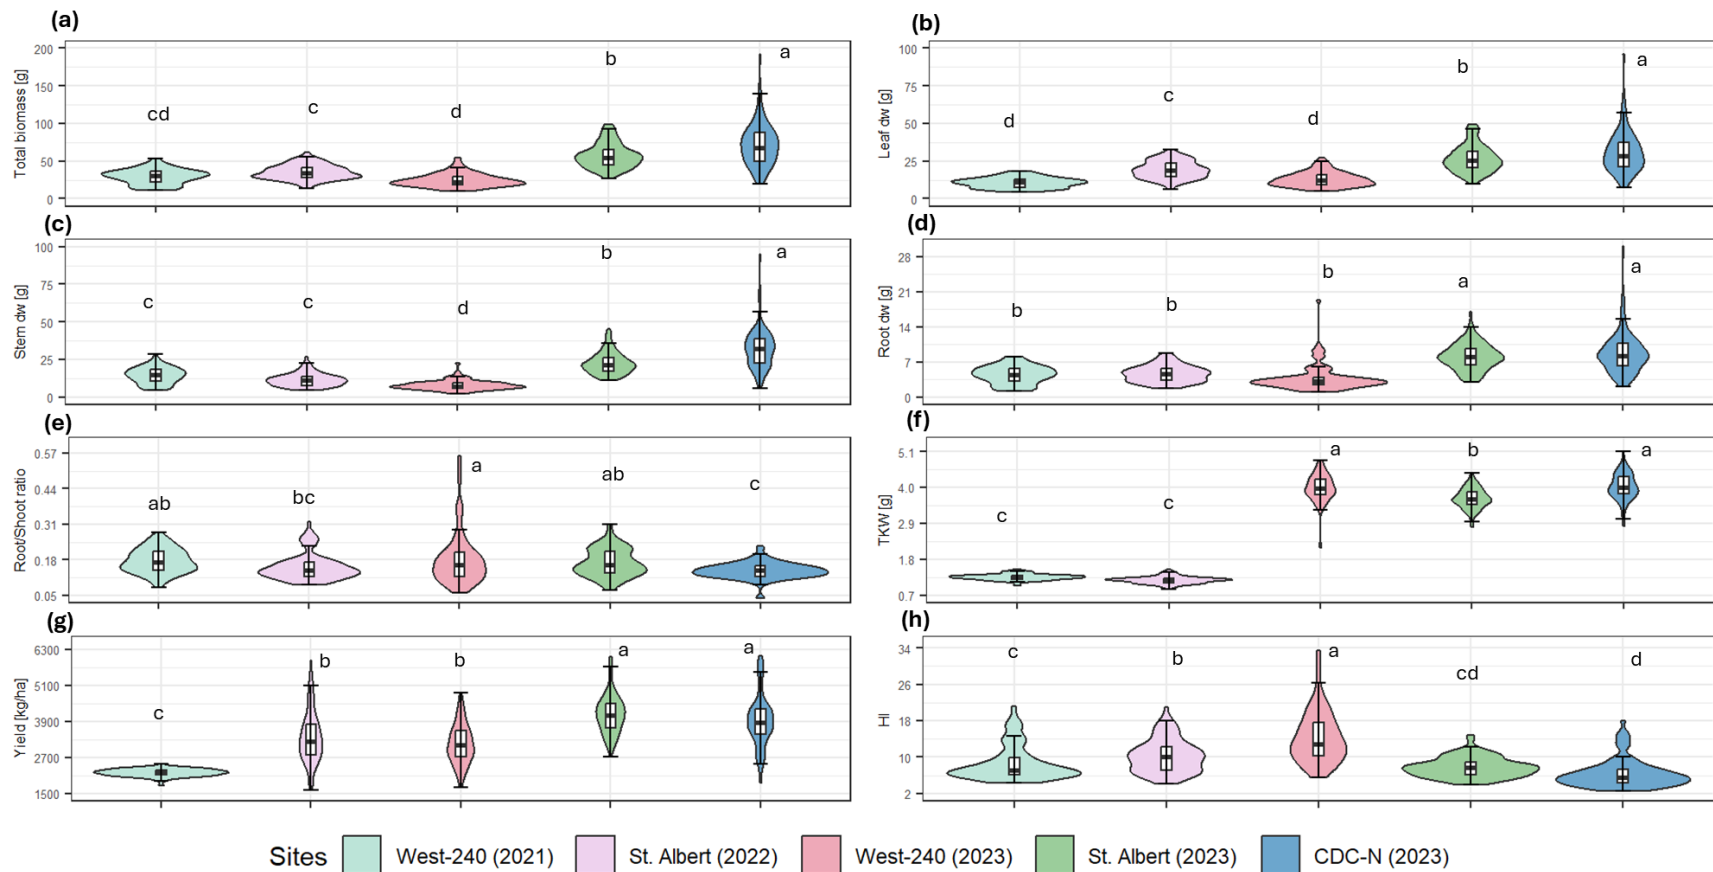 (a)
200
150
100
50
0
Total biomass [g]
cd
c
d
b
a
(b)
100
75
50
25
0
Leaf dw [g]
d
c
d
b
a
(c)
100
75
50
25
0
Stem dw [g]
c
c
d
b
a
(d)
28
21
14
7
0
Root dw [g]
b
b
b
a
a
(e)
0.57
0.44
0.31
0.18
0.05
Root/Shoot ratio
ab
bc
a
ab
c
(f)
5.1
4.0
2.9
1.8
0.7
TKW [g]
c
c
a
b
a
(g)
6300
5100
3900
2700
1500
Yield [kg/ha]
c
b
b
a
a
(h)
34
26
18
10
2
HI
c
b
a
cd
d
Sites West-240 (2021) St. Albert (2022) West-240 (2023) St. Albert (2023) CDC-N (2023)